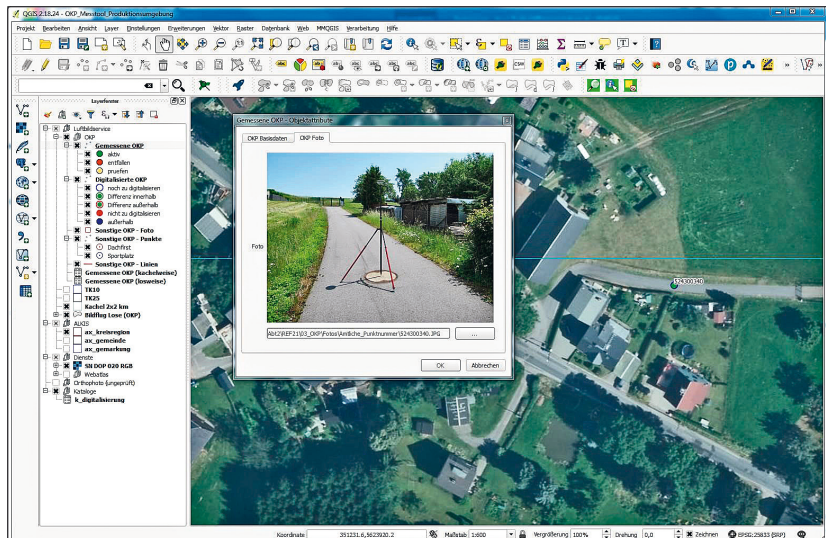 QGIS 2.18.24 - OKP_Messtool_Produktionsumgebung
Projekt Bearbeiten Ansicht Layer Einstellungen Erweiterungen Vektor Raster Datenbank Web MMQGIS Verarbeitung Hilfe
Layerfenster
Luftbildservice
OKP
Gemessene OKP
aktiv
entfallen
pruefen
Digitalisierte OKP
noch zu digitalisieren
Differenz innerhalb
Differenz außerhalb
nicht zu digitalisieren
außerhalb
Sonstige OKP - Foto
Sonstige OKP - Punkte
Dachfirst
Sportplatz
Sonstige OKP - Linien
Gemessene OKP (kachelweise)
Gemessene OKP (losweise)
TK10
TK25
Kachel 2x2 km
Bildflug Lose (OKP)
ALKIS
ax_kreisregion
ax_gemeinde
ax_gemarkung
Dienste
SN DOP 020 RGB
Webatlas
Orthophoto (ungeprüft)
Kataloge
k_digitalisierung
Gemessene OKP - Objektattribute
OKP Basisdaten OKP Foto
Foto
Abt2\REF21\03_OKP\Fotos\Amtliche_Punktnummer\524300340.JPG ...
OK Abbrechen
524300340
Koordinate 351231.6,5623920.2 Maßstab 1:600 Vergrößerung 100% Drehung 0,0 Zeichnen EPSG:25833 (SRP)